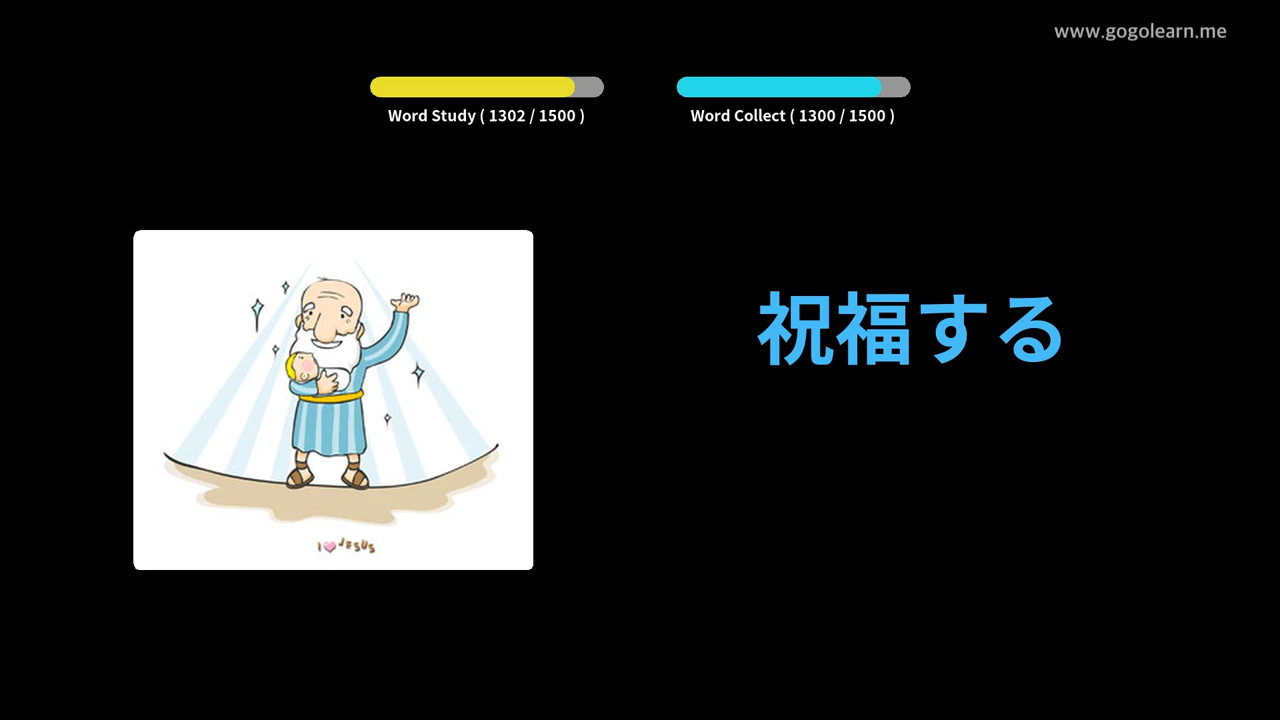 www.gogolearn.me
Word Study ( 1302 / 1500 )
Word Collect ( 1300 / 1500 )
祝福する
I ♥ JESUS